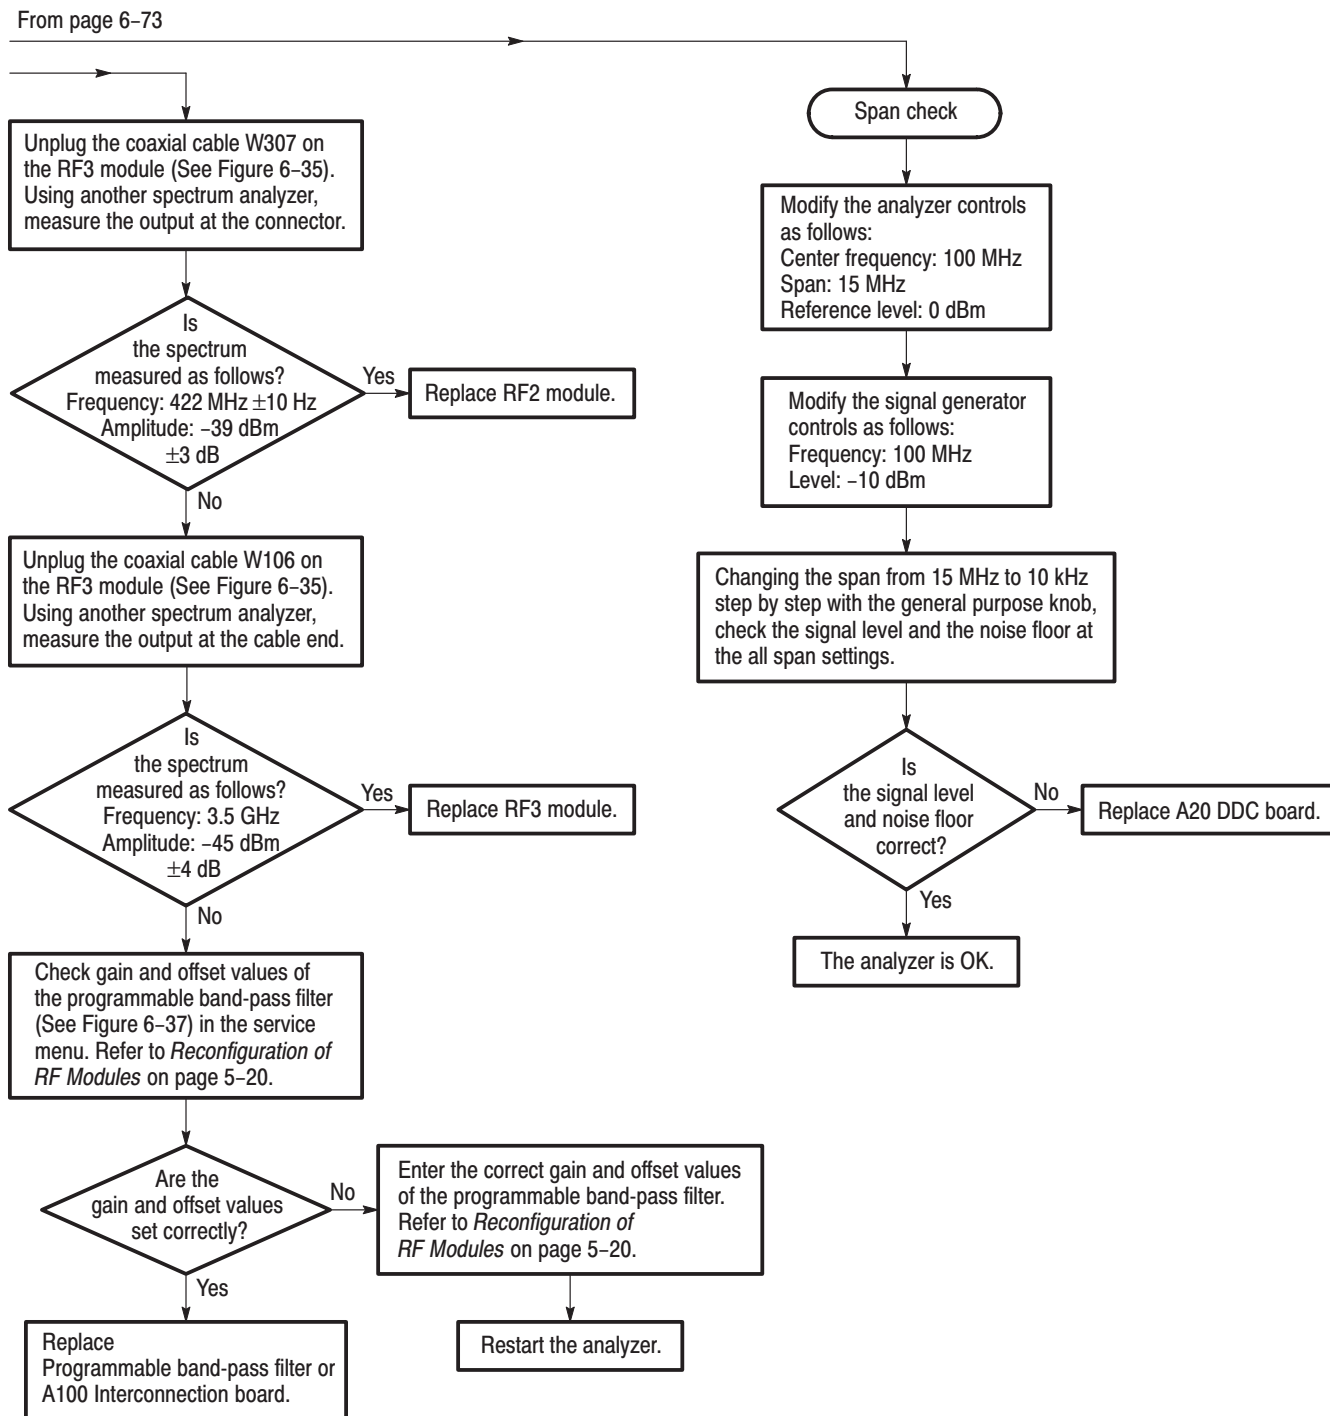 From page 6–73
Unplug the coaxial cable W307 on
the RF3 module (See Figure 6–35).
Using another spectrum analyzer,
measure the output at the connector.
Is
the spectrum
measured as follows?
Frequency: 422 MHz ±10 Hz
Amplitude: –39 dBm
±3 dB
Yes
Replace RF2 module.
No
Unplug the coaxial cable W106 on
the RF3 module (See Figure 6–35).
Using another spectrum analyzer,
measure the output at the cable end.
Is
the spectrum
measured as follows?
Frequency: 3.5 GHz
Amplitude: –45 dBm
±4 dB
Yes
Replace RF3 module.
No
Check gain and offset values of
the programmable band-pass filter
(See Figure 6–37) in the service
menu. Refer to Reconfiguration of
RF Modules on page 5–20.
Are the
gain and offset values
set correctly?
No
Enter the correct gain and offset values
of the programmable band-pass filter.
Refer to Reconfiguration of
RF Modules on page 5–20.
Restart the analyzer.
Yes
Replace
Programmable band-pass filter or
A100 Interconnection board.
Span check
Modify the analyzer controls
as follows:
Center frequency: 100 MHz
Span: 15 MHz
Reference level: 0 dBm
Modify the signal generator
controls as follows:
Frequency: 100 MHz
Level: –10 dBm
Changing the span from 15 MHz to 10 kHz
step by step with the general purpose knob,
check the signal level and the noise floor at
the all span settings.
Is
the signal level
and noise floor
correct?
No
Replace A20 DDC board.
Yes
The analyzer is OK.